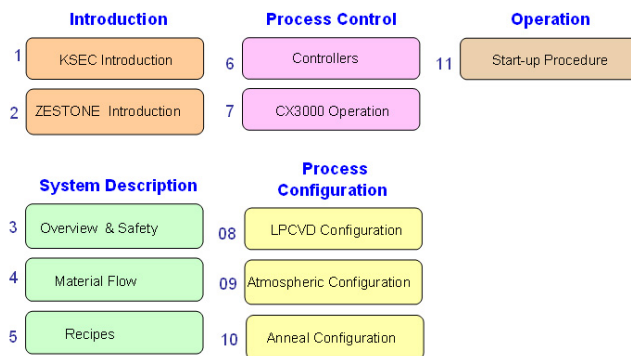 Introduction
1 KSEC Introduction
2 ZESTONE Introduction
Process Control
6 Controllers
7 CX3000 Operation
Operation
11 Start-up Procedure
System Description
3 Overview & Safety
4 Material Flow
5 Recipes
Process
Configuration
08 LPCVD Configuration
09 Atmospheric Configuration
10 Anneal Configuration